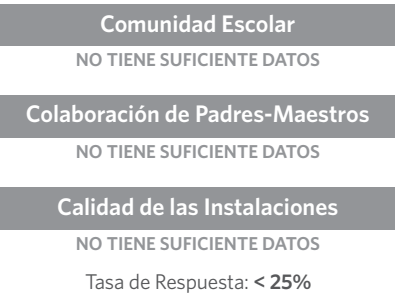 Comunidad Escolar
NO TIENE SUFICIENTE DATOS
Colaboración de Padres-Maestros
NO TIENE SUFICIENTE DATOS
Calidad de las Instalaciones
NO TIENE SUFICIENTE DATOS
Tasa de Respuesta: < 25%